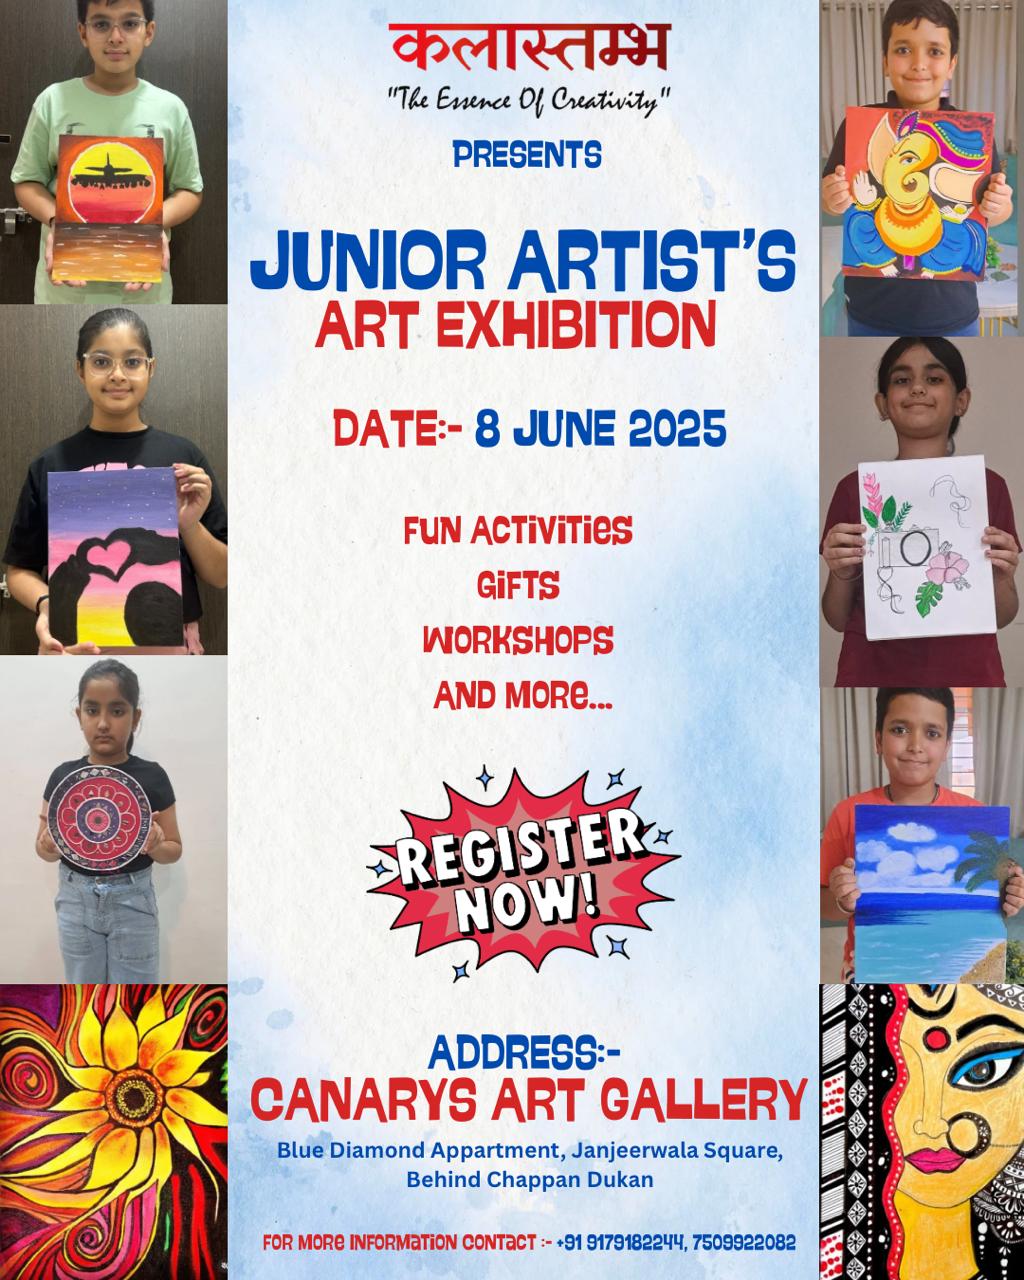 कलास्तम्भ
"The Essence Of Creativity"
PRESENTS
JUNIOR ARTIST'S
ART EXHIBITION
DATE:- 8 JUNE 2025
FUN ACTIVITIES
GIFTS
WORKSHOPS
AND MORE...
REGISTER
NOW!
ADDRESS:-
CANARYS ART GALLERY
Blue Diamond Appartment, Janjeerwala Square,
Behind Chappan Dukan
FOR MORE INFORMATION CONTACT :- +91 9179182244, 7509922082